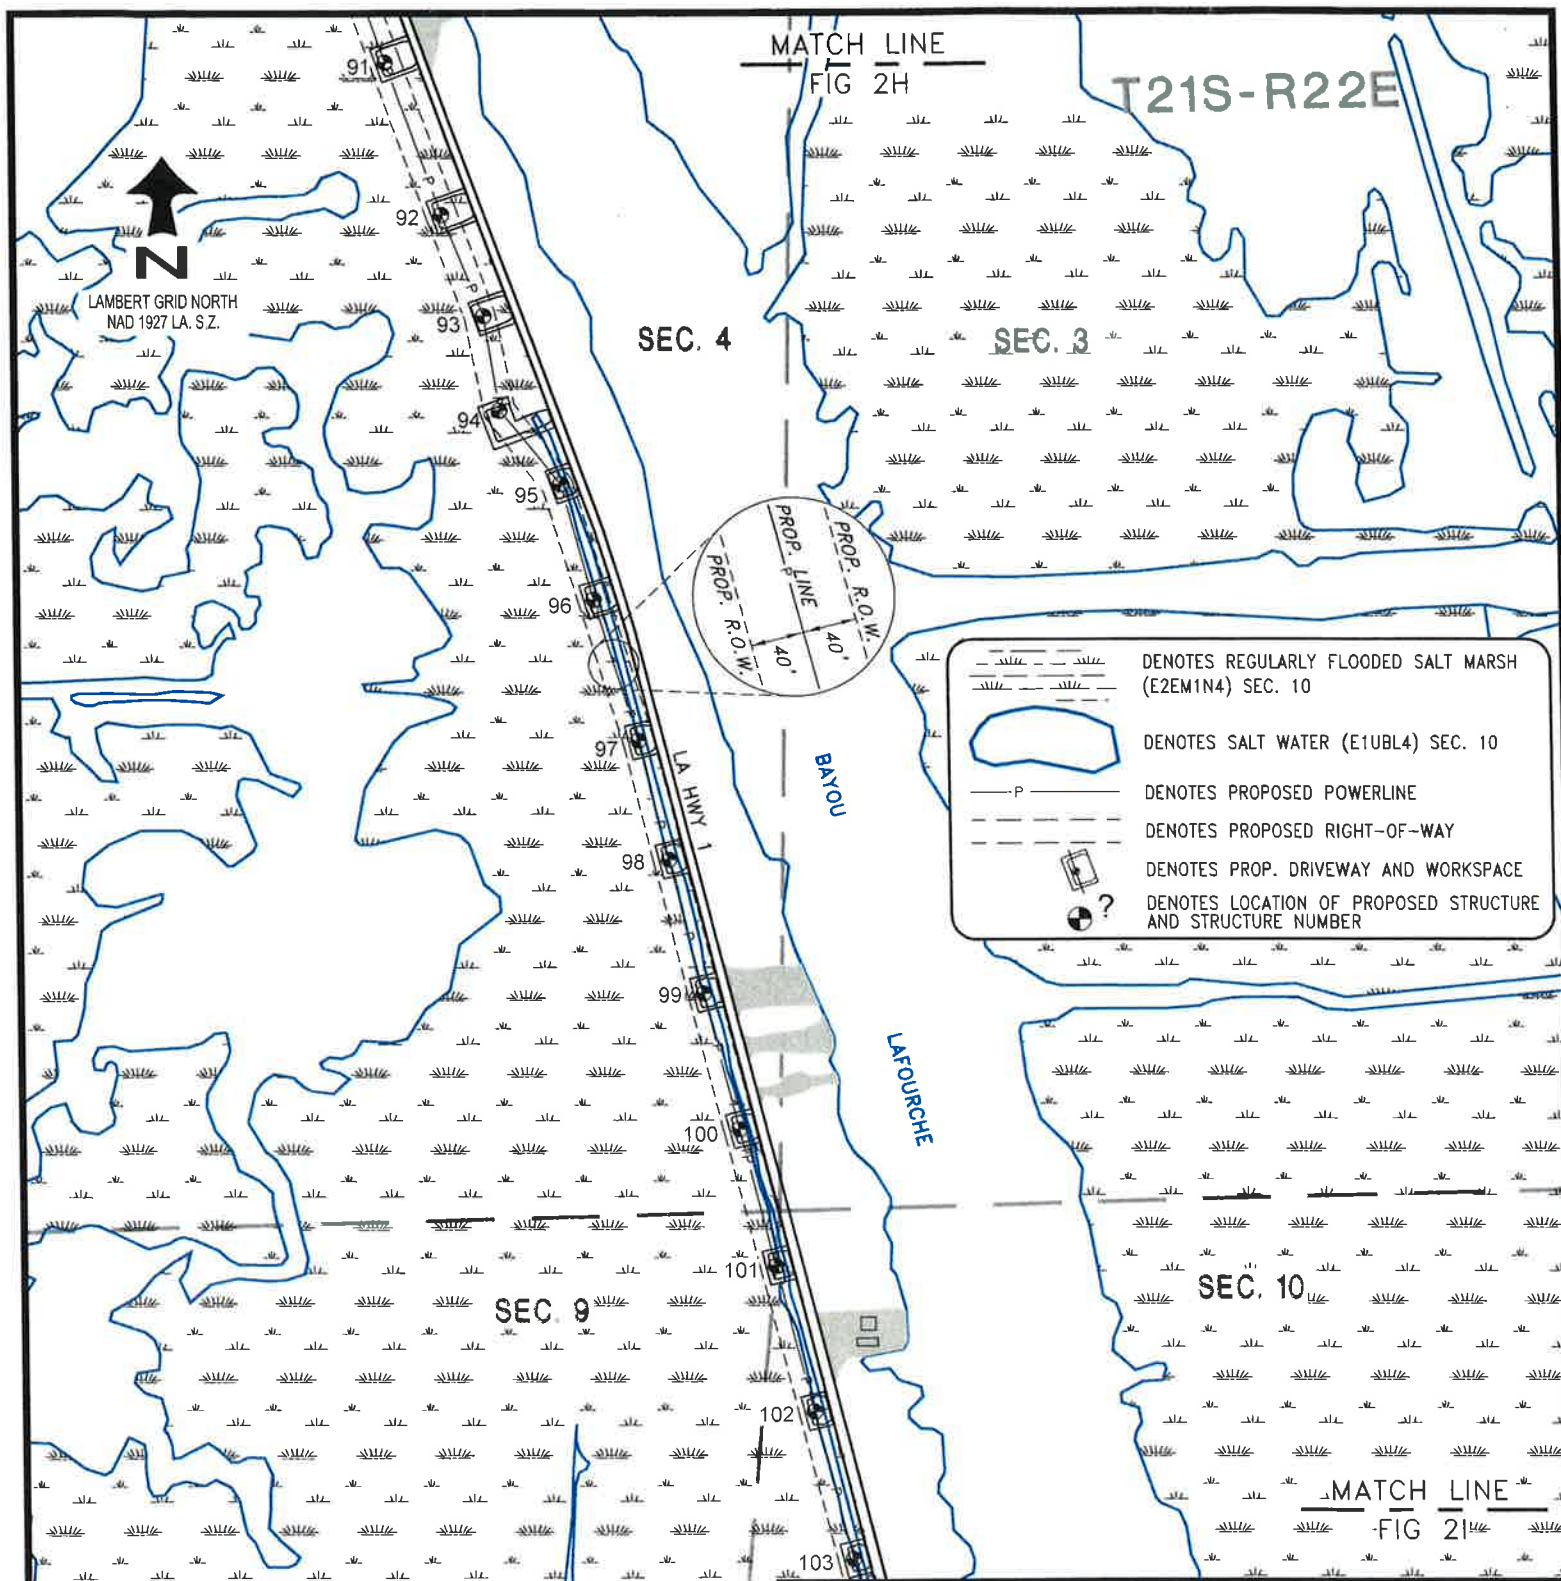 MATCH LINE
FIG 2H
T21S-R22E
91
92
N
LAMBERT GRID NORTH
NAD 1927 LA. S.Z.
93
SEC. 4
SEC. 3
94
95
PROP. R.O.W.
PROP. LINE
P
PROP. R.O.W.
40'
40'
96
DENOTES REGULARLY FLOODED SALT MARSH
(E2EM1N4) SEC. 10
97
LA HWY 1
BAYOU
DENOTES SALT WATER (E1UBL4) SEC. 10
P
DENOTES PROPOSED POWERLINE
DENOTES PROPOSED RIGHT-OF-WAY
98
DENOTES PROP. DRIVEWAY AND WORKSPACE
?
DENOTES LOCATION OF PROPOSED STRUCTURE
AND STRUCTURE NUMBER
99
LAFOURCHE
100
101
SEC. 9
SEC. 10
102
MATCH LINE
FIG 2I
103